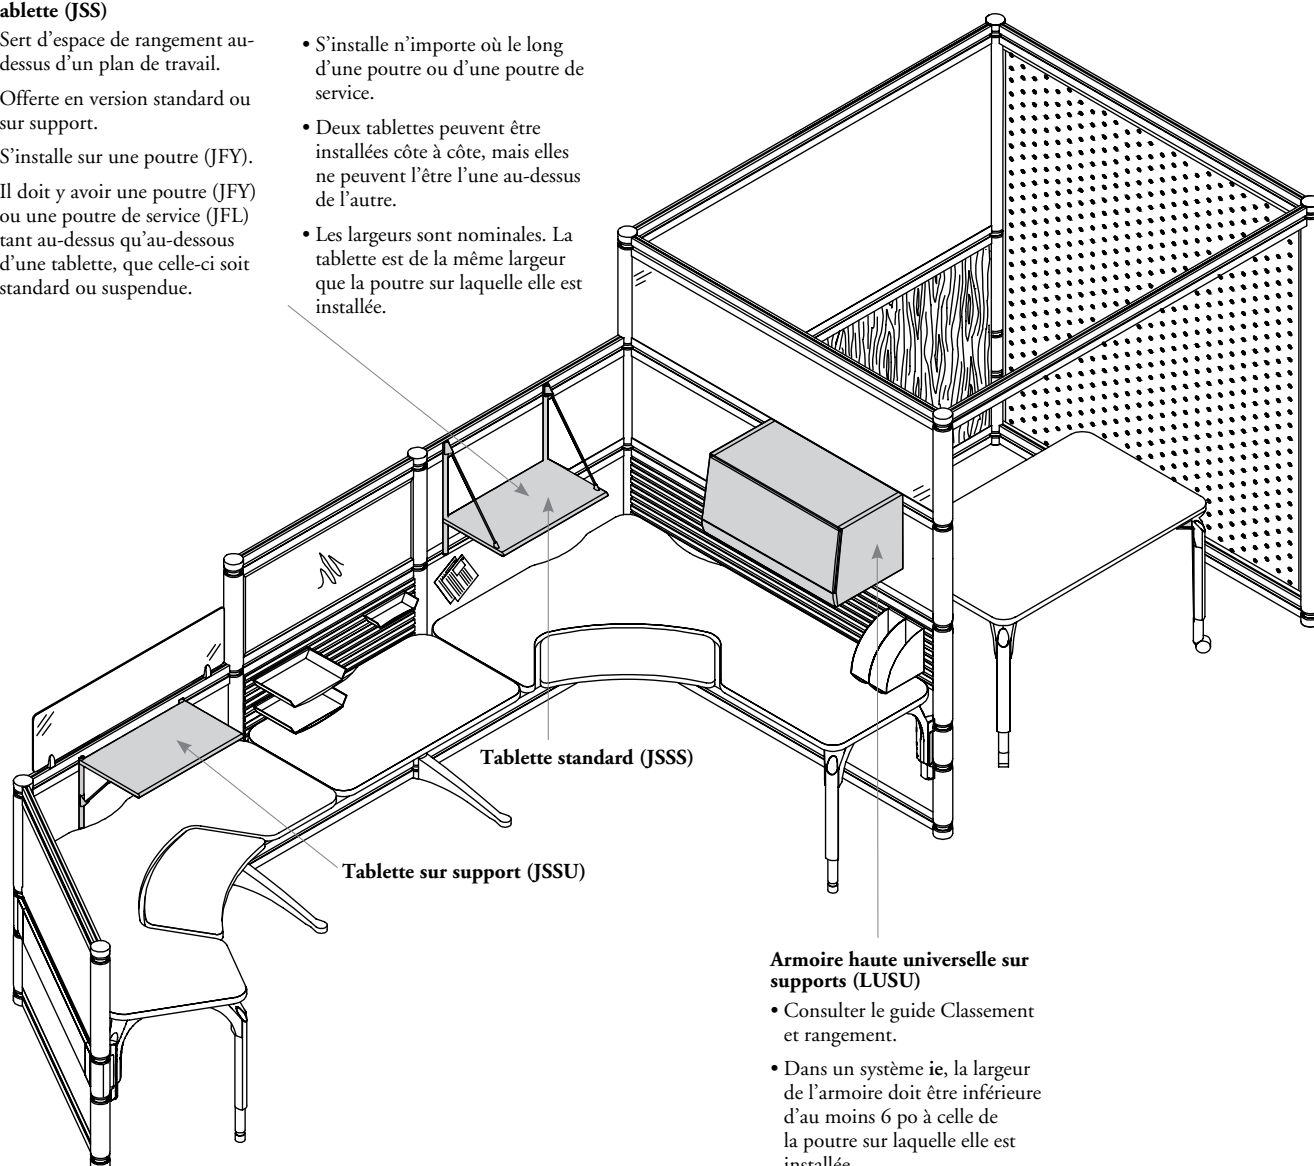 ablette (JSS)
Sert d’espace de rangement au-
dessus d’un plan de travail.
Offerte en version standard ou
sur support.
S’installe sur une poutre (JFY).
Il doit y avoir une poutre (JFY)
ou une poutre de service (JFL)
tant au-dessus qu’au-dessous
d’une tablette, que celle-ci soit
standard ou suspendue.
• S’installe n’importe où le long
d’une poutre ou d’une poutre de
service.
• Deux tablettes peuvent être
installées côte à côte, mais elles
ne peuvent l’être l’une au-dessus
de l’autre.
• Les largeurs sont nominales. La
tablette est de la même largeur
que la poutre sur laquelle elle est
installée.
Tablette standard (JSSS)
Tablette sur support (JSSU)
Armoire haute universelle sur
supports (LUSU)
• Consulter le guide Classement
et rangement.
• Dans un système ie, la largeur
de l’armoire doit être inférieure
d’au moins 6 po à celle de
la poutre sur laquelle elle est
installée.